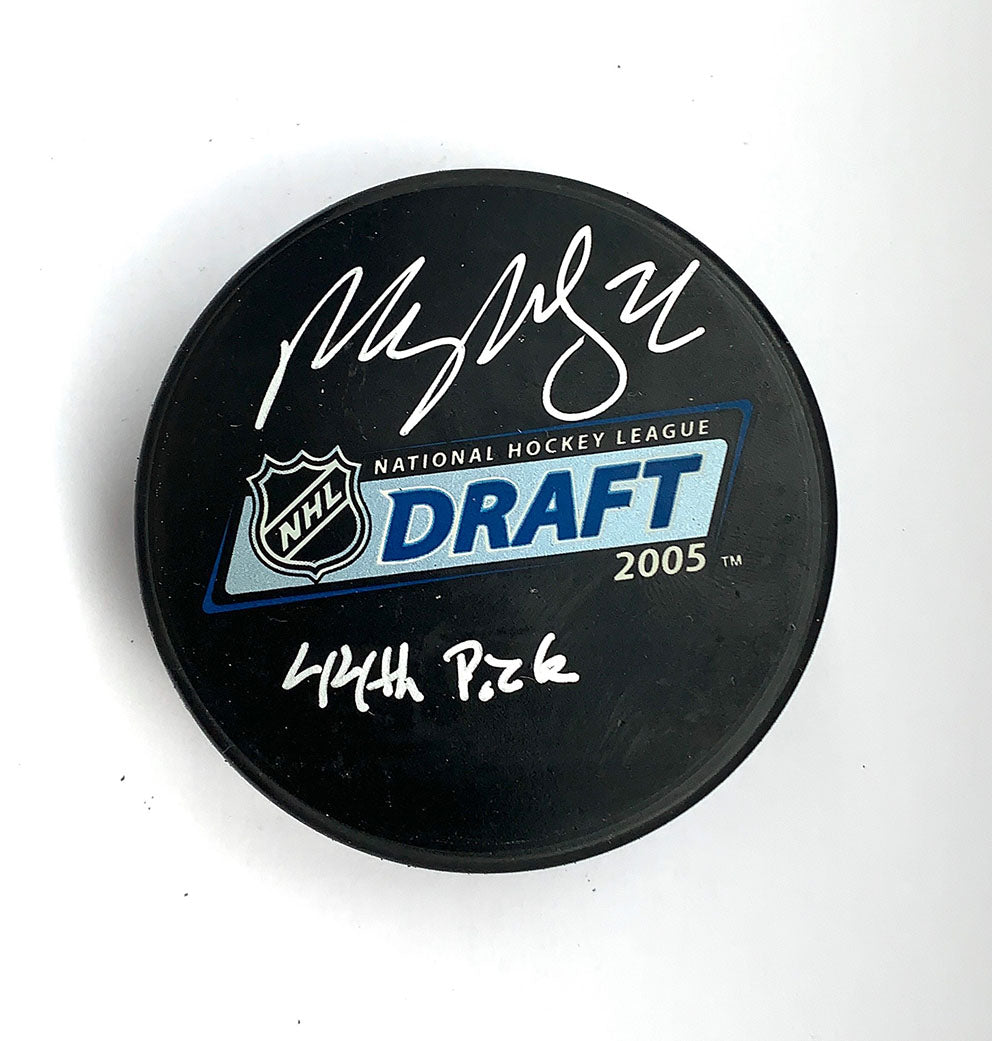 NATIONAL HOCKEY LEAGUE
NHL
DRAFT
2005 ™
44th Pick